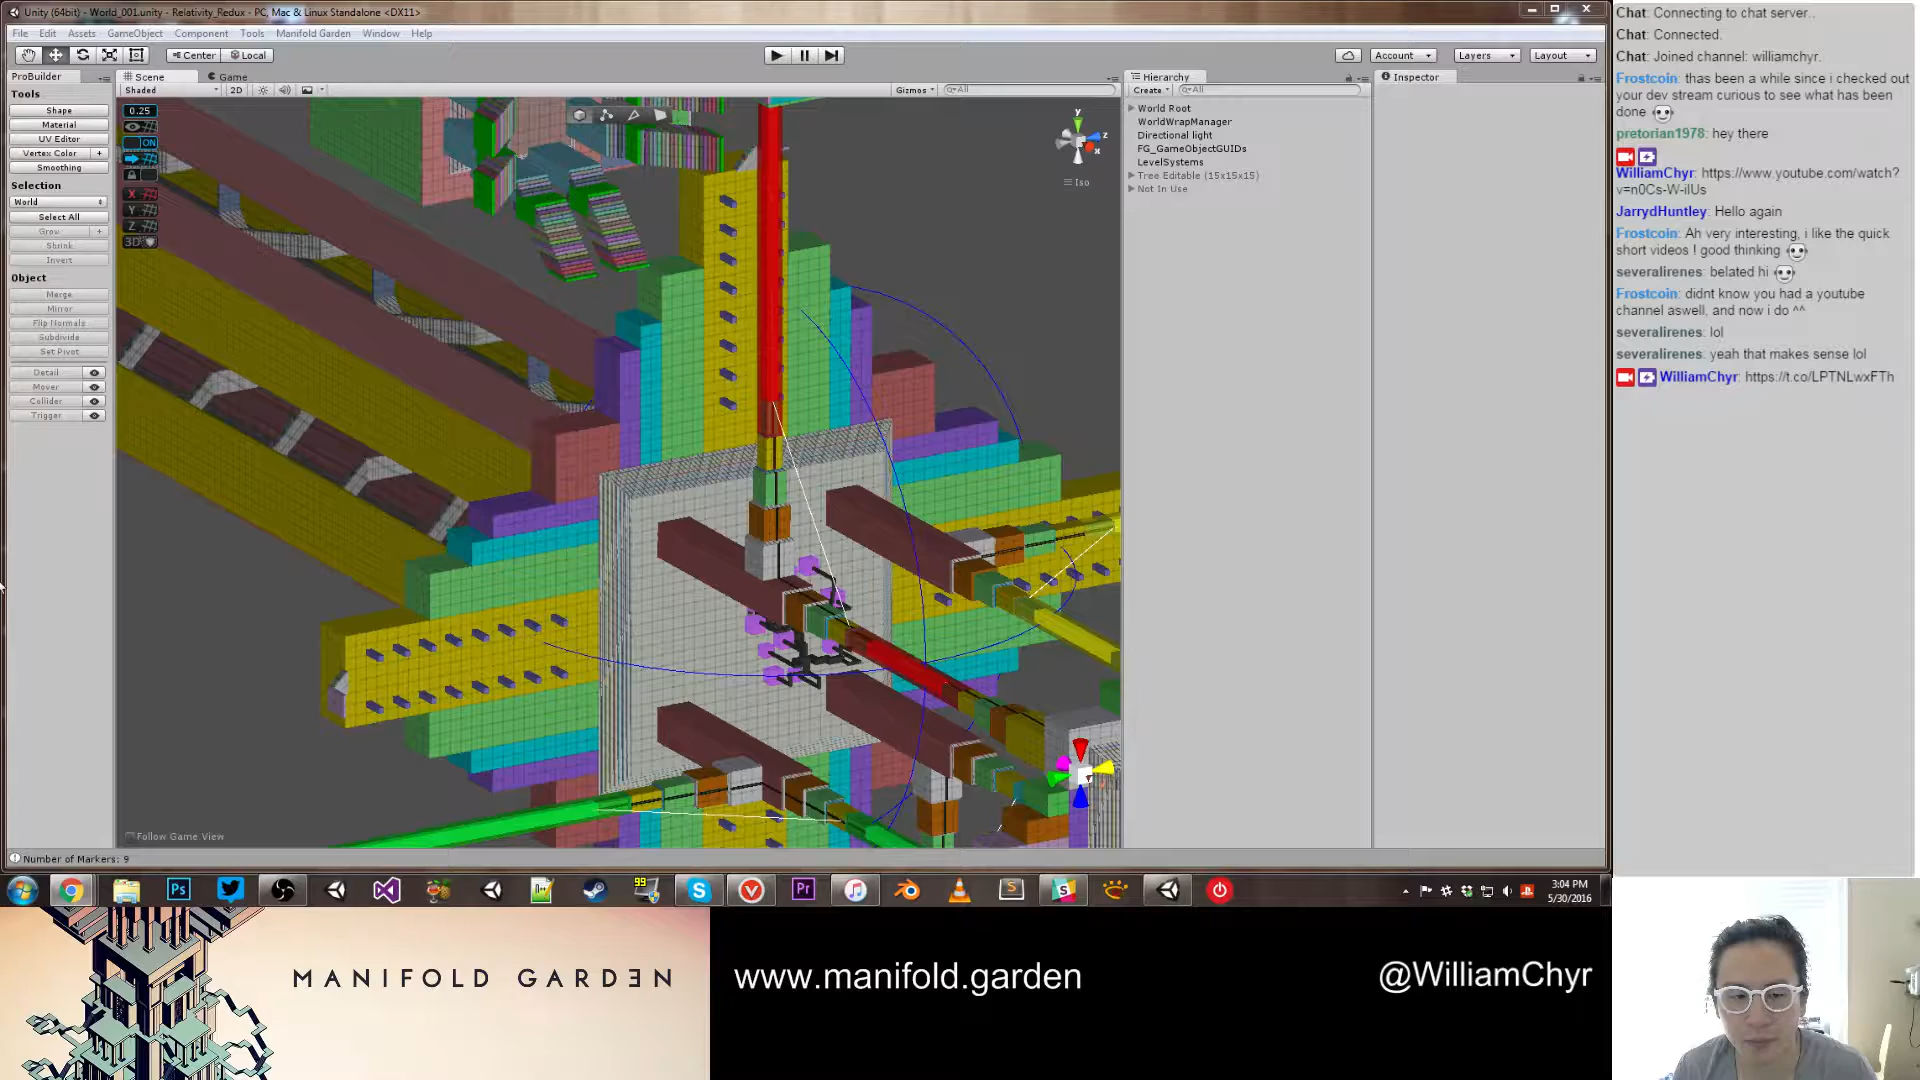 Unity (64bit) - World_001.unity - Relativity_Redux - PC, Mac & Linux Standalone <DX11>
File Edit Assets GameObject Component Tools Manifold Garden Window Help
Center Local
Account Layers Layout
ProBuilder
Scene Game
Hierarchy
Inspector
Shaded 2D Gizmos All
Create All
Tools
Shape
Material
UV Editor
Vertex Color +
Smoothing
Selection
World
Select All
Grow +
Shrink
Invert
Object
Merge
Mirror
Flip Normals
Subdivide
Set Pivot
Detail
Mover
Collider
Trigger
0.25
ON
X
Y
Z
3D
y
z
x
Iso
World Root
WorldWrapManager
Directional light
FG_GameObjectGUIDs
LevelSystems
Tree Editable (15x15x15)
Not In Use
Follow Game View
Number of Markers: 9
99
3:04 PM
5/30/2016
Chat: Connecting to chat server..
Chat: Connected.
Chat: Joined channel: williamchyr.
Frostcoin: thas been a while since i checked out
your dev stream curious to see what has been
done
pretorian1978: hey there
WilliamChyr: https://www.youtube.com/watch?
v=n0Cs-W-ilUs
JarrydHuntley: Hello again
Frostcoin: Ah very interesting, i like the quick
short videos ! good thinking
severalirenes: belated hi
Frostcoin: didnt know you had a youtube
channel aswell, and now i do ^^
severalirenes: lol
severalirenes: yeah that makes sense lol
WilliamChyr: https://t.co/LPTNLwxFTh
MANIFOLD GARDƎN
www.manifold.garden
@WilliamChyr